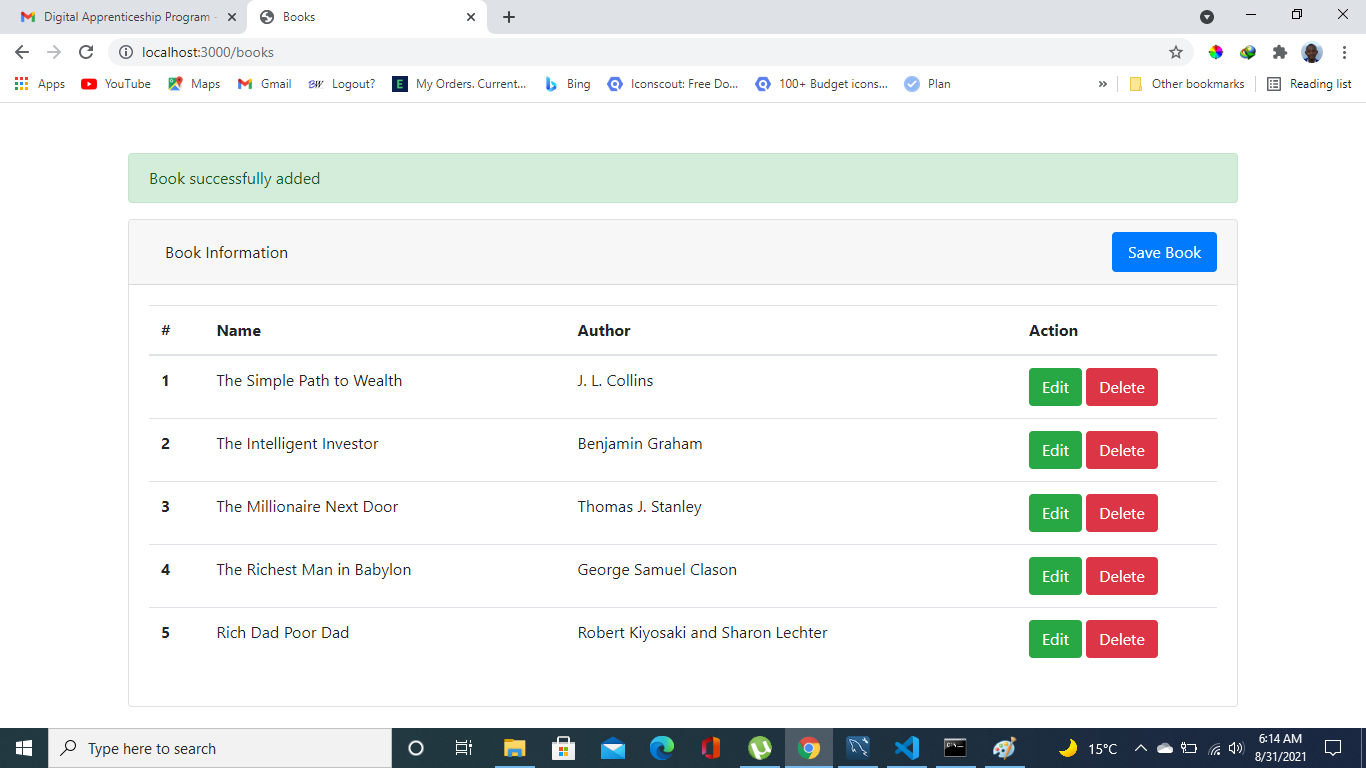 Digital Apprenticeship Program - Books
localhost:3000/books
Apps YouTube Maps Gmail Logout? My Orders. Current... Bing Iconscout: Free Do... 100+ Budget icons... Plan » Other bookmarks Reading list
Book successfully added
Book Information Save Book
# Name Author Action
1 The Simple Path to Wealth J. L. Collins Edit Delete
2 The Intelligent Investor Benjamin Graham Edit Delete
3 The Millionaire Next Door Thomas J. Stanley Edit Delete
4 The Richest Man in Babylon George Samuel Clason Edit Delete
5 Rich Dad Poor Dad Robert Kiyosaki and Sharon Lechter Edit Delete
Type here to search 15°C 6:14 AM
8/31/2021